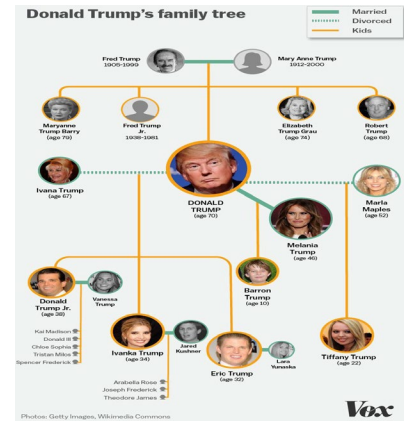 Donald Trump's family tree
Married
Divorced
Kids
Fred Trump
1905-1999
Mary Anne Trump
1912-2000
Maryanne
Trump Barry
(age 79)
Fred Trump
Jr.
1938-1981
Elizabeth
Trump Grau
(age 74)
Robert
Trump
(age 68)
Ivana Trump
(age 67)
DONALD
TRUMP
(age 70)
Marla
Maples
(age 52)
Melania
Trump
(age 46)
Barron
Trump
(age 10)
Donald
Trump Jr.
(age 38)
Vanessa
Trump
Kai Madison
Donald III
Chloe Sophia
Tristan Milos
Spencer Frederick
Ivanka Trump
(age 34)
Jared
Kushner
Eric Trump
(age 32)
Lara
Yunaska
Tiffany Trump
(age 22)
Arabella Rose
Joseph Frederick
Theodore James
Photos: Getty Images, Wikimedia Commons
Vox